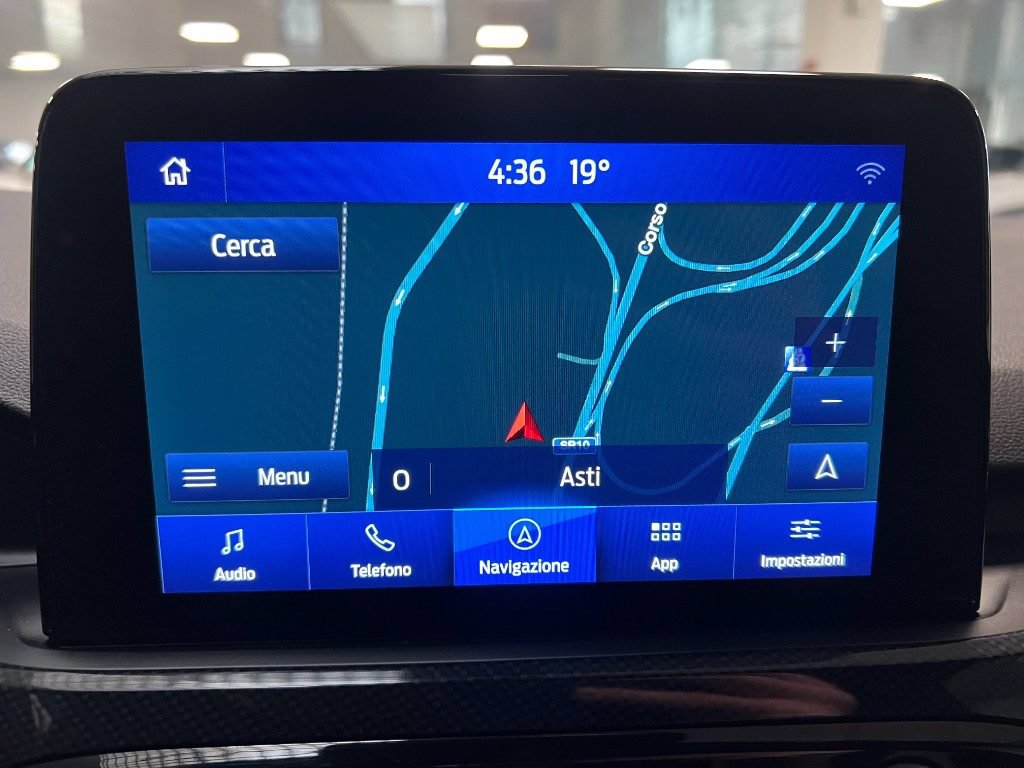 4:36 19°
Cerca
Corso
+
−
SR10
Menu
0
Asti
Audio
Telefono
Navigazione
App
Impostazioni